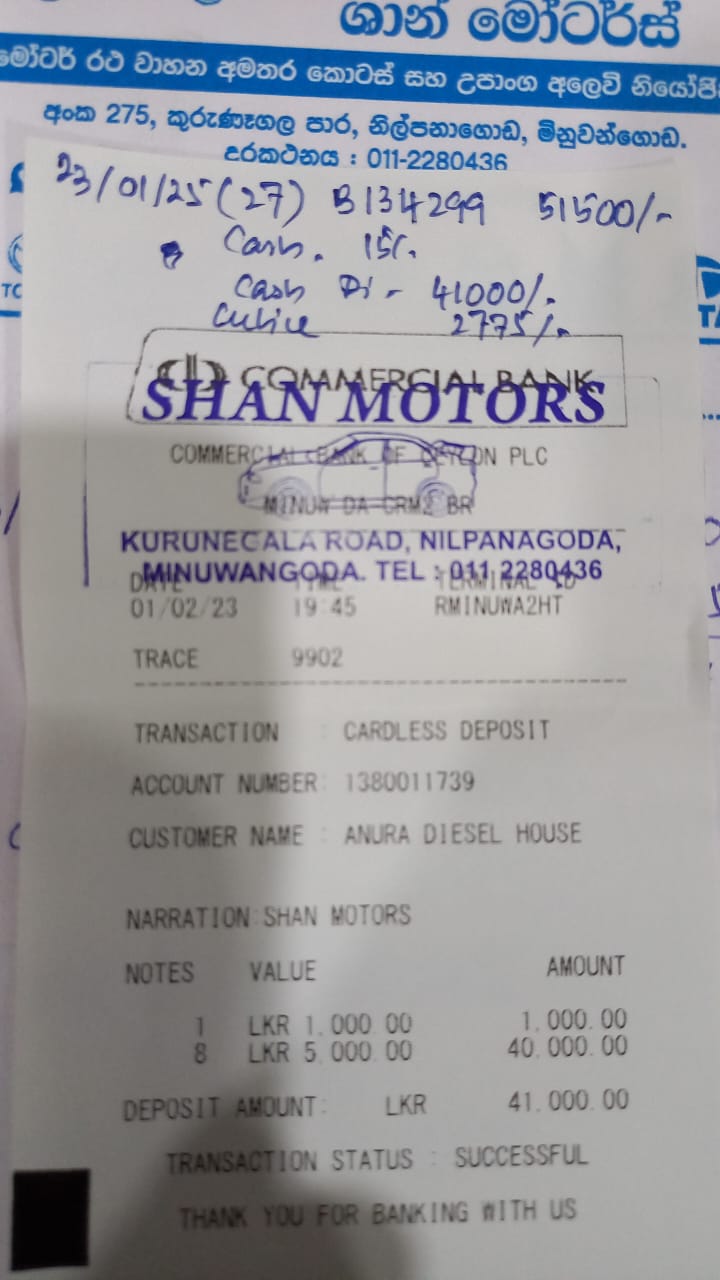 ශාන් මෝටර්ස්
මෝටර් රථ වාහන අමතර කොටස් සහ උපාංග අලෙවි
අංක 275, කුරුණෑගල පාර, නිල්පනාගොඩ, මිනුවන්ගොඩ.
දුරකථනය : 011-2280436
23/01/25 (27) B134299 51500/-
Cash. 15/.
Cash Di - 41000/-
2775/-
COMMERCIAL BANK
SHAN MOTORS
COMMERCIAL BANK OF CEYLON PLC
MINUW DA-CRM2 BR
KURUNEGALA ROAD, NILPANAGODA,
MINUWANGODA. TEL : 011 2280436
DATE TIME TERMINAL ID
01/02/23 19:45 RMINUWA2HT
TRACE 9902
TRANSACTION : CARDLESS DEPOSIT
ACCOUNT NUMBER: 1380011739
CUSTOMER NAME : ANURA DIESEL HOUSE
NARRATION:SHAN MOTORS
NOTES VALUE AMOUNT
1 LKR 1,000.00 1,000.00
8 LKR 5,000.00 40,000.00
DEPOSIT AMOUNT: LKR 41,000.00
TRANSACTION STATUS : SUCCESSFUL
THANK YOU FOR BANKING WITH US